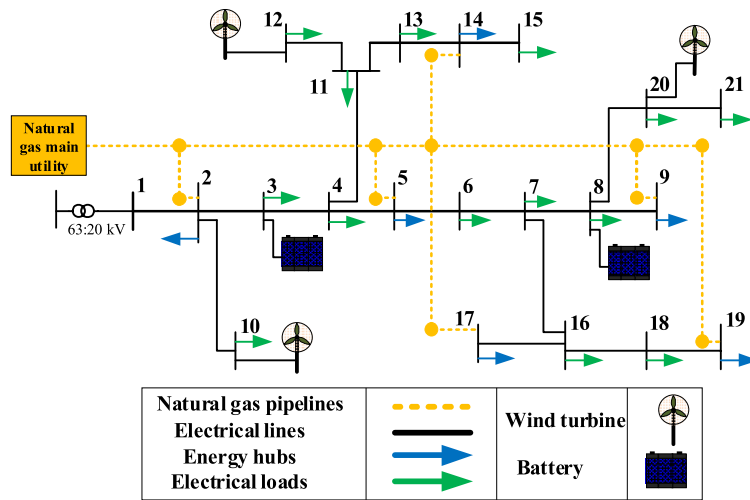 12
13
14
15
11
20
21
Natural
gas main
utility
1
2
3
4
5
6
7
8
9
63:20 kV
10
17
16
18
19
Natural gas pipelines
Electrical lines
Energy hubs
Electrical loads
Wind turbine
Battery